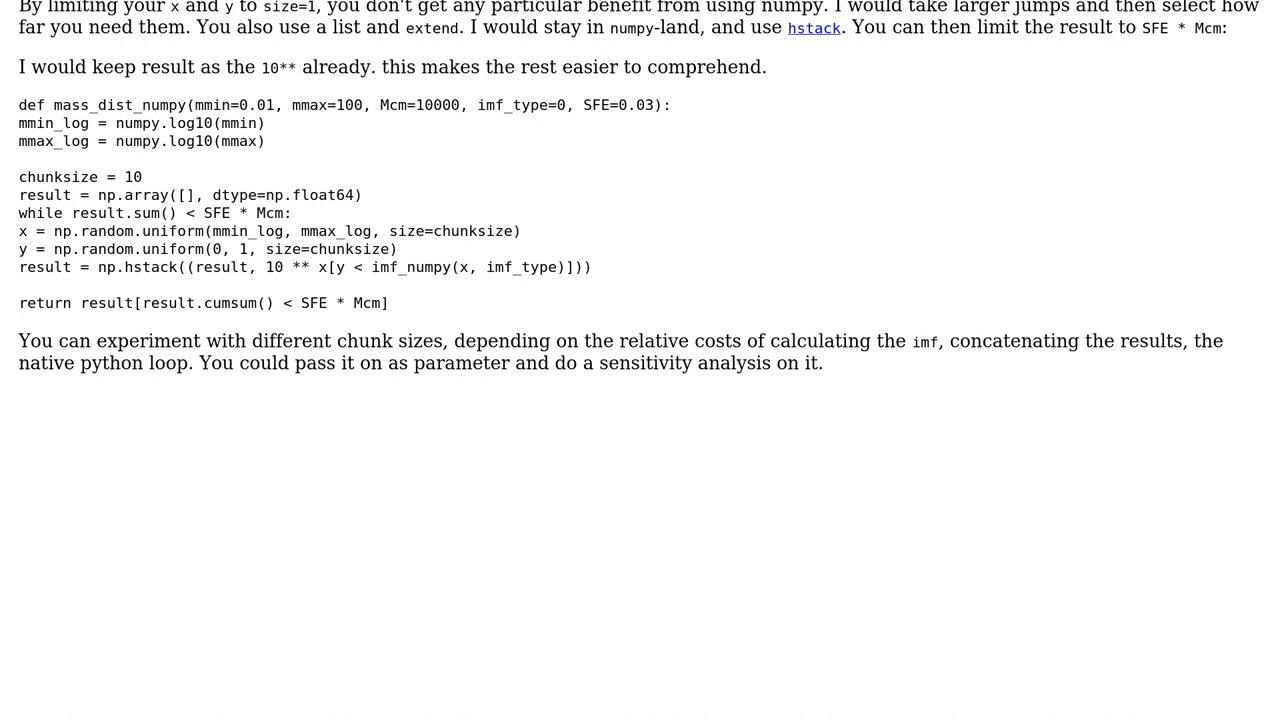 By limiting your x and y to size=1, you don't get any particular benefit from using numpy. I would take larger jumps and then select how
far you need them. You also use a list and extend. I would stay in numpy-land, and use hstack. You can then limit the result to SFE * Mcm:
I would keep result as the 10** already. this makes the rest easier to comprehend.
def mass_dist_numpy(mmin=0.01, mmax=100, Mcm=10000, imf_type=0, SFE=0.03):
mmin_log = numpy.log10(mmin)
mmax_log = numpy.log10(mmax)
chunksize = 10
result = np.array([], dtype=np.float64)
while result.sum() < SFE * Mcm:
x = np.random.uniform(mmin_log, mmax_log, size=chunksize)
y = np.random.uniform(0, 1, size=chunksize)
result = np.hstack((result, 10 ** x[y < imf_numpy(x, imf_type)]))
return result[result.cumsum() < SFE * Mcm]
You can experiment with different chunk sizes, depending on the relative costs of calculating the imf, concatenating the results, the
native python loop. You could pass it on as parameter and do a sensitivity analysis on it.